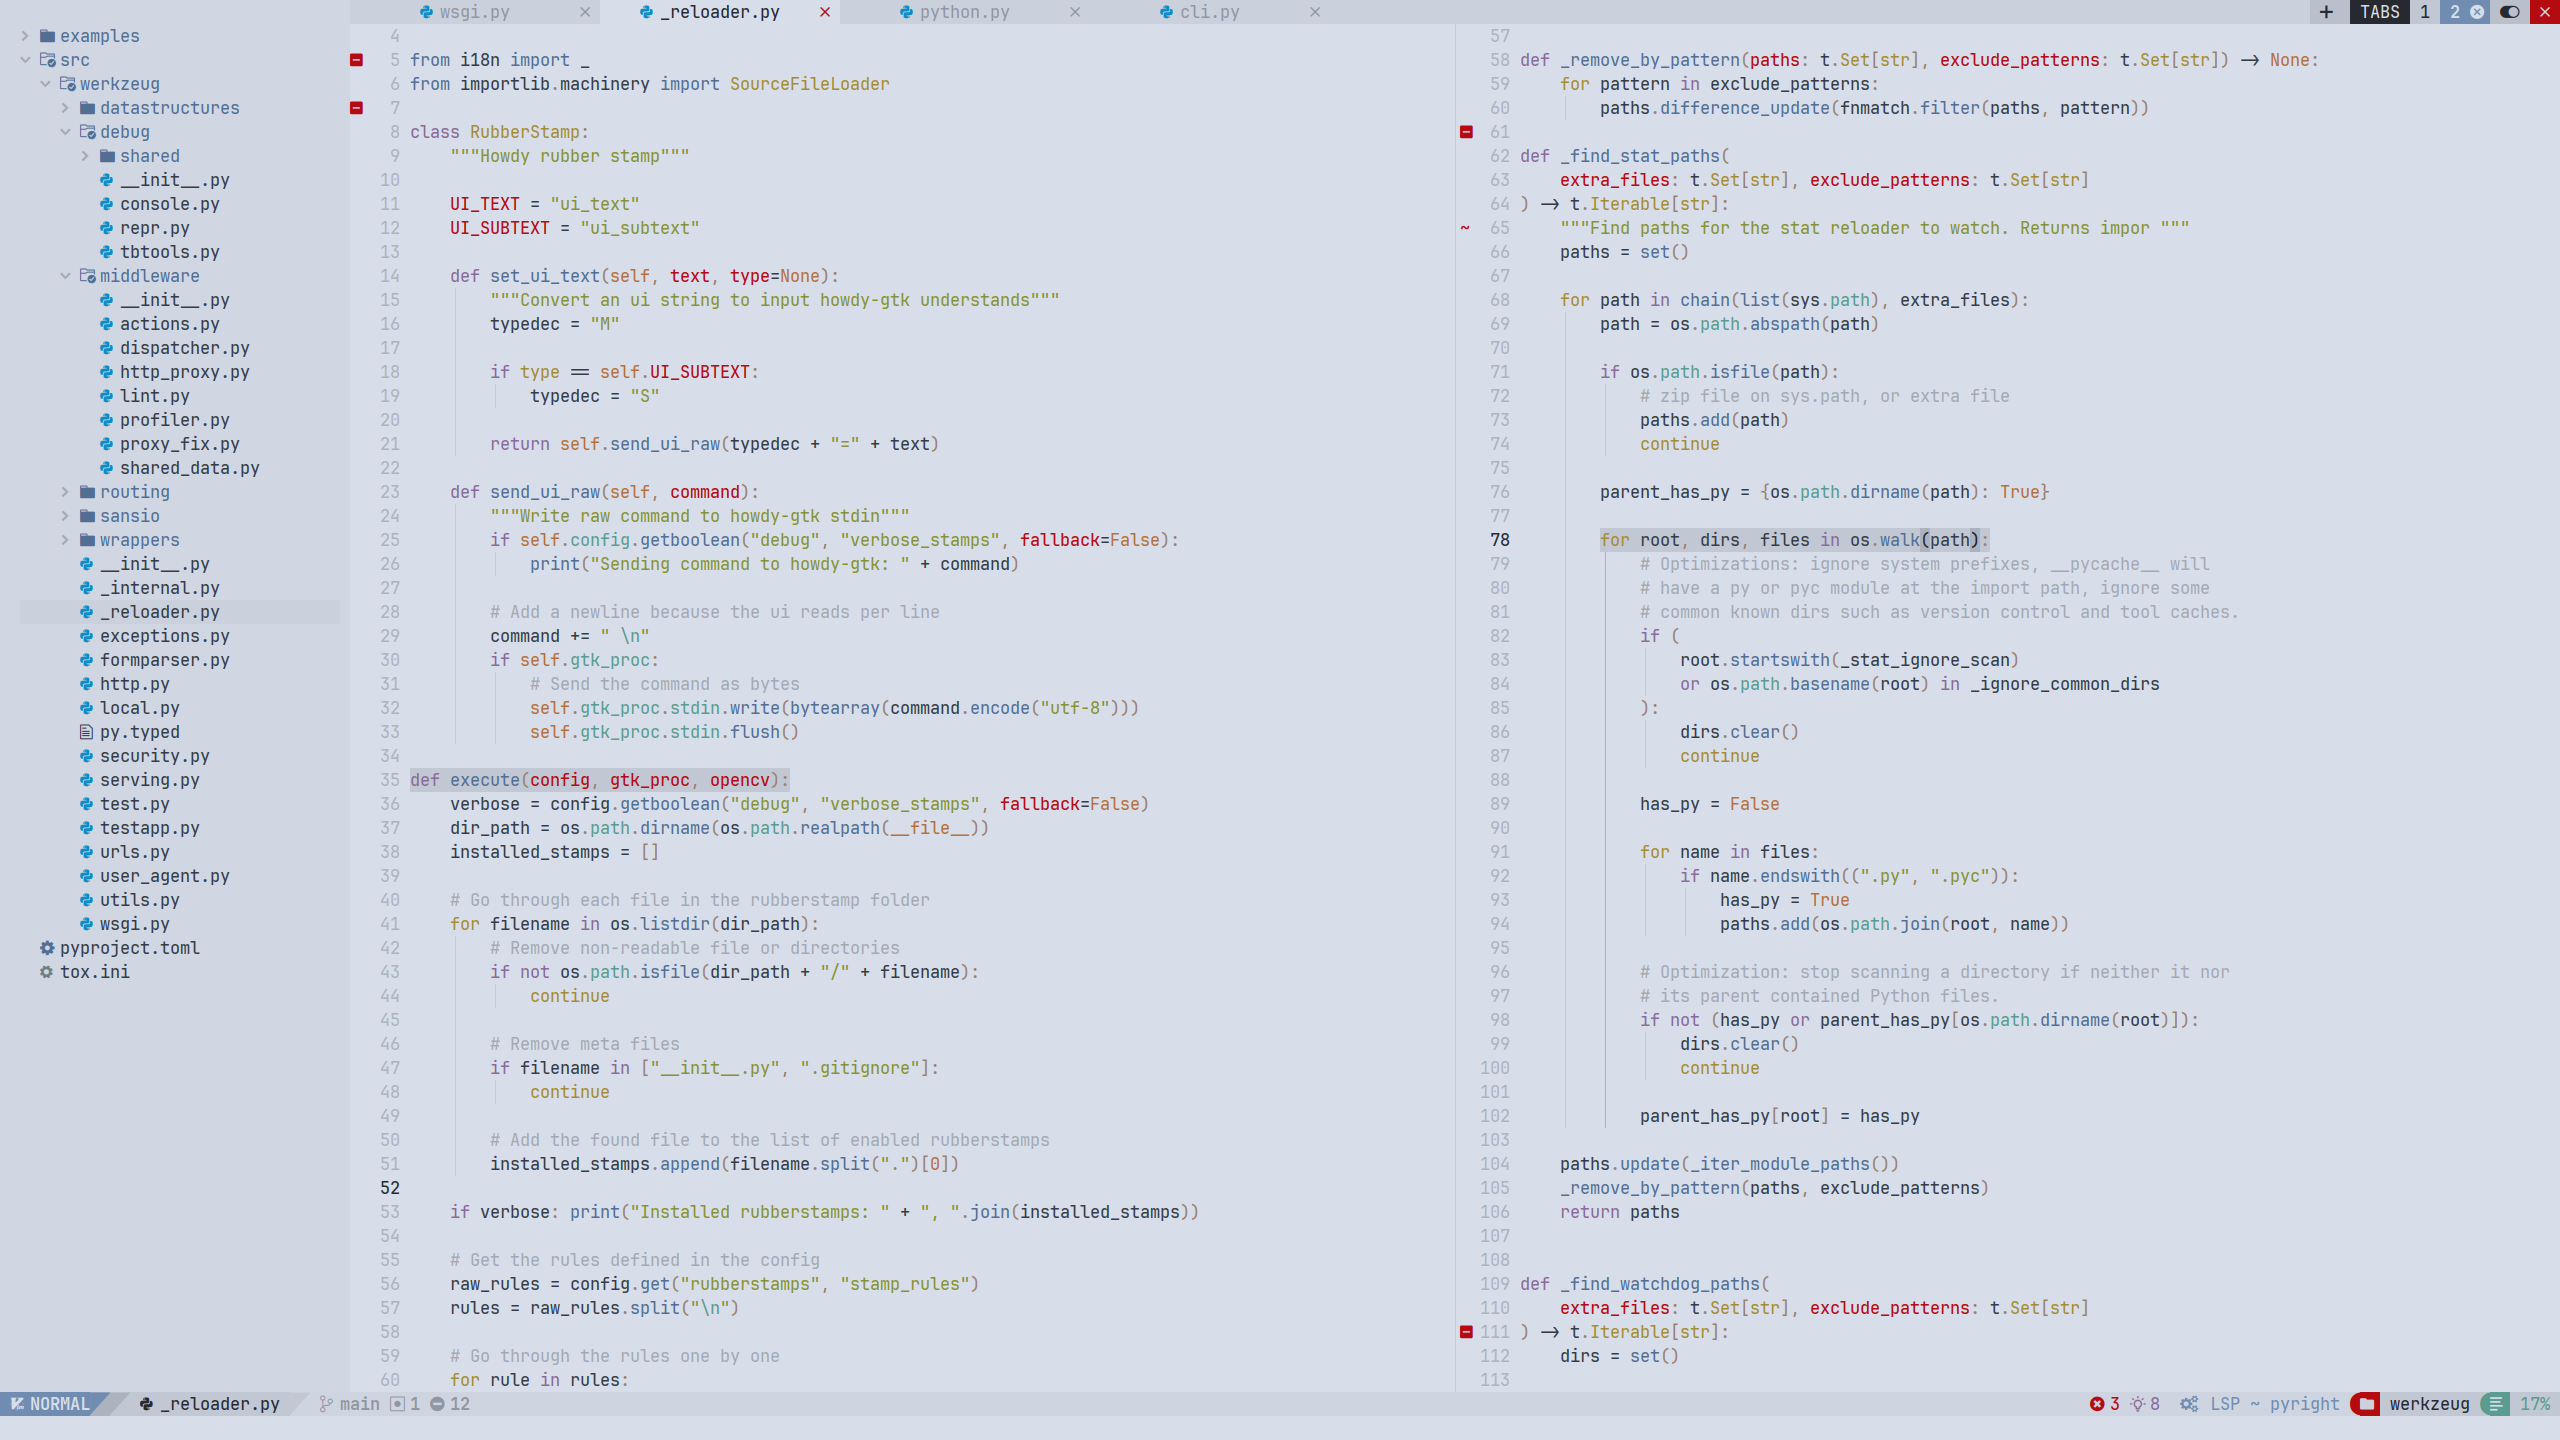 wsgi.py _reloader.py python.py cli.py TABS 1 2
examples
src
werkzeug
datastructures
debug
shared
__init__.py
console.py
repr.py
tbtools.py
middleware
__init__.py
actions.py
dispatcher.py
http_proxy.py
lint.py
profiler.py
proxy_fix.py
shared_data.py
routing
sansio
wrappers
__init__.py
_internal.py
_reloader.py
exceptions.py
formparser.py
http.py
local.py
py.typed
security.py
serving.py
test.py
testapp.py
urls.py
user_agent.py
utils.py
wsgi.py
pyproject.toml
tox.ini
4
5 from i18n import _
6 from importlib.machinery import SourceFileLoader
7
8 class RubberStamp:
9     """Howdy rubber stamp"""
10
11     UI_TEXT = "ui_text"
12     UI_SUBTEXT = "ui_subtext"
13
14     def set_ui_text(self, text, type=None):
15         """Convert an ui string to input howdy-gtk understands"""
16         typedec = "M"
17
18         if type == self.UI_SUBTEXT:
19             typedec = "S"
20
21         return self.send_ui_raw(typedec + "=" + text)
22
23     def send_ui_raw(self, command):
24         """Write raw command to howdy-gtk stdin"""
25         if self.config.getboolean("debug", "verbose_stamps", fallback=False):
26             print("Sending command to howdy-gtk: " + command)
27
28         # Add a newline because the ui reads per line
29         command += " \n"
30         if self.gtk_proc:
31             # Send the command as bytes
32             self.gtk_proc.stdin.write(bytearray(command.encode("utf-8")))
33             self.gtk_proc.stdin.flush()
34
35 def execute(config, gtk_proc, opencv):
36     verbose = config.getboolean("debug", "verbose_stamps", fallback=False)
37     dir_path = os.path.dirname(os.path.realpath(__file__))
38     installed_stamps = []
39
40     # Go through each file in the rubberstamp folder
41     for filename in os.listdir(dir_path):
42         # Remove non-readable file or directories
43         if not os.path.isfile(dir_path + "/" + filename):
44             continue
45
46         # Remove meta files
47         if filename in ["__init__.py", ".gitignore"]:
48             continue
49
50         # Add the found file to the list of enabled rubberstamps
51         installed_stamps.append(filename.split(".")[0])
52
53     if verbose: print("Installed rubberstamps: " + ", ".join(installed_stamps))
54
55     # Get the rules defined in the config
56     raw_rules = config.get("rubberstamps", "stamp_rules")
57     rules = raw_rules.split("\n")
58
59     # Go through the rules one by one
60     for rule in rules:
57
58 def _remove_by_pattern(paths: t.Set[str], exclude_patterns: t.Set[str]) -> None:
59     for pattern in exclude_patterns:
60         paths.difference_update(fnmatch.filter(paths, pattern))
61
62 def _find_stat_paths(
63     extra_files: t.Set[str], exclude_patterns: t.Set[str]
64 ) -> t.Iterable[str]:
~ 65     """Find paths for the stat reloader to watch. Returns impor """
66     paths = set()
67
68     for path in chain(list(sys.path), extra_files):
69         path = os.path.abspath(path)
70
71         if os.path.isfile(path):
72             # zip file on sys.path, or extra file
73             paths.add(path)
74             continue
75
76         parent_has_py = {os.path.dirname(path): True}
77
78         for root, dirs, files in os.walk(path):
79             # Optimizations: ignore system prefixes, __pycache__ will
80             # have a py or pyc module at the import path, ignore some
81             # common known dirs such as version control and tool caches.
82             if (
83                 root.startswith(_stat_ignore_scan)
84                 or os.path.basename(root) in _ignore_common_dirs
85             ):
86                 dirs.clear()
87                 continue
88
89             has_py = False
90
91             for name in files:
92                 if name.endswith((".py", ".pyc")):
93                     has_py = True
94                     paths.add(os.path.join(root, name))
95
96             # Optimization: stop scanning a directory if neither it nor
97             # its parent contained Python files.
98             if not (has_py or parent_has_py[os.path.dirname(root)]):
99                 dirs.clear()
100                 continue
101
102             parent_has_py[root] = has_py
103
104     paths.update(_iter_module_paths())
105     _remove_by_pattern(paths, exclude_patterns)
106     return paths
107
108
109 def _find_watchdog_paths(
110     extra_files: t.Set[str], exclude_patterns: t.Set[str]
111 ) -> t.Iterable[str]:
112     dirs = set()
113
NORMAL _reloader.py main 1 12 3 8 LSP ~ pyright werkzeug 17%